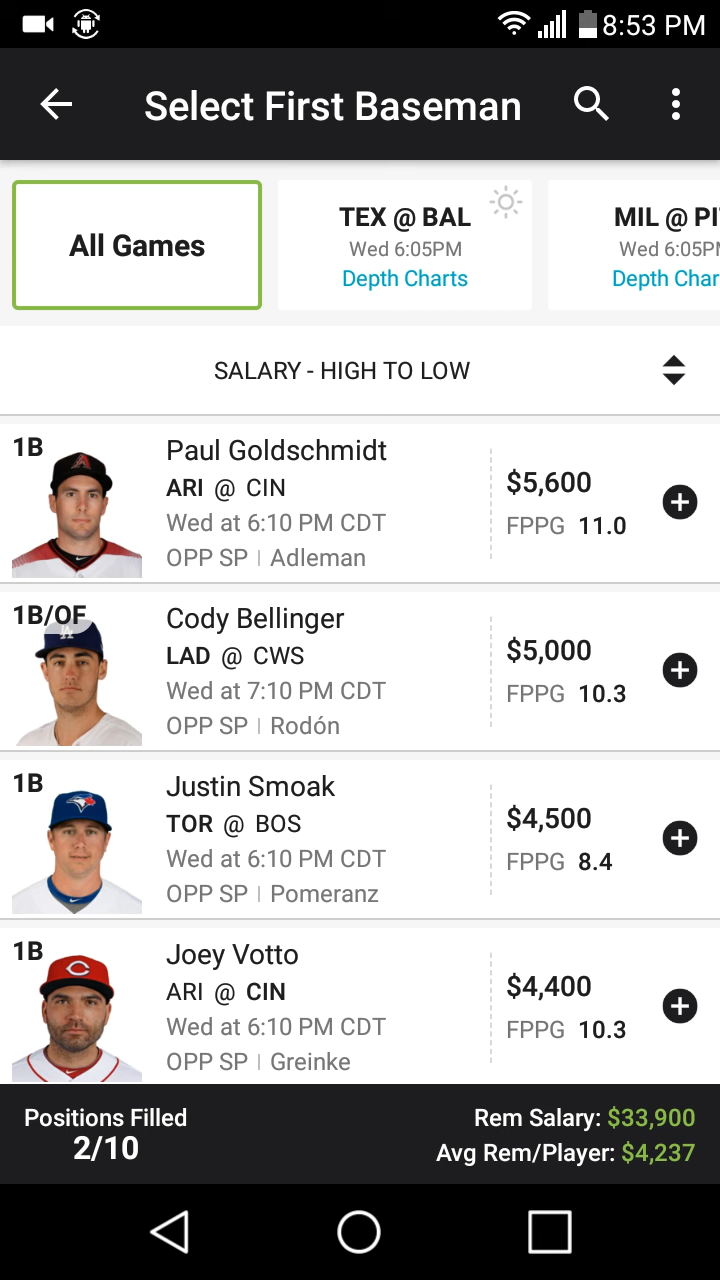 8:53 PM
Select First Baseman
All Games
TEX @ BAL
Wed 6:05PM
Depth Charts
MIL @ PI
Wed 6:05PM
Depth Char
SALARY - HIGH TO LOW
1B
Paul Goldschmidt
ARI @ CIN
Wed at 6:10 PM CDT
OPP SP | Adleman
$5,600
FPPG 11.0
1B/OF
Cody Bellinger
LAD @ CWS
Wed at 7:10 PM CDT
OPP SP | Rodón
$5,000
FPPG 10.3
1B
Justin Smoak
TOR @ BOS
Wed at 6:10 PM CDT
OPP SP | Pomeranz
$4,500
FPPG 8.4
1B
Joey Votto
ARI @ CIN
Wed at 6:10 PM CDT
OPP SP | Greinke
$4,400
FPPG 10.3
Positions Filled
2/10
Rem Salary: $33,900
Avg Rem/Player: $4,237